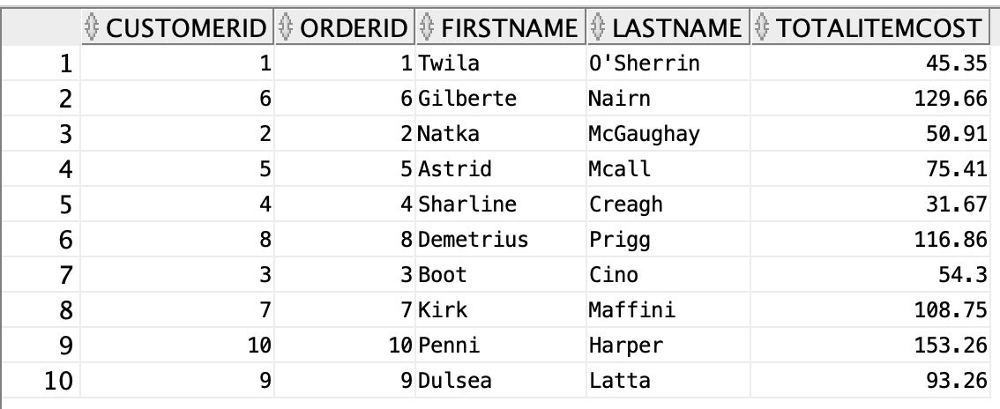 CUSTOMERID ORDERID FIRSTNAME LASTNAME TOTALITEMCOST
1 1 1 Twila O'Sherrin 45.35
2 6 6 Gilberte Nairn 129.66
3 2 2 Natka McGaughay 50.91
4 5 5 Astrid Mcall 75.41
5 4 4 Sharline Creagh 31.67
6 8 8 Demetrius Prigg 116.86
7 3 3 Boot Cino 54.3
8 7 7 Kirk Maffini 108.75
9 10 10 Penni Harper 153.26
10 9 9 Dulsea Latta 93.26